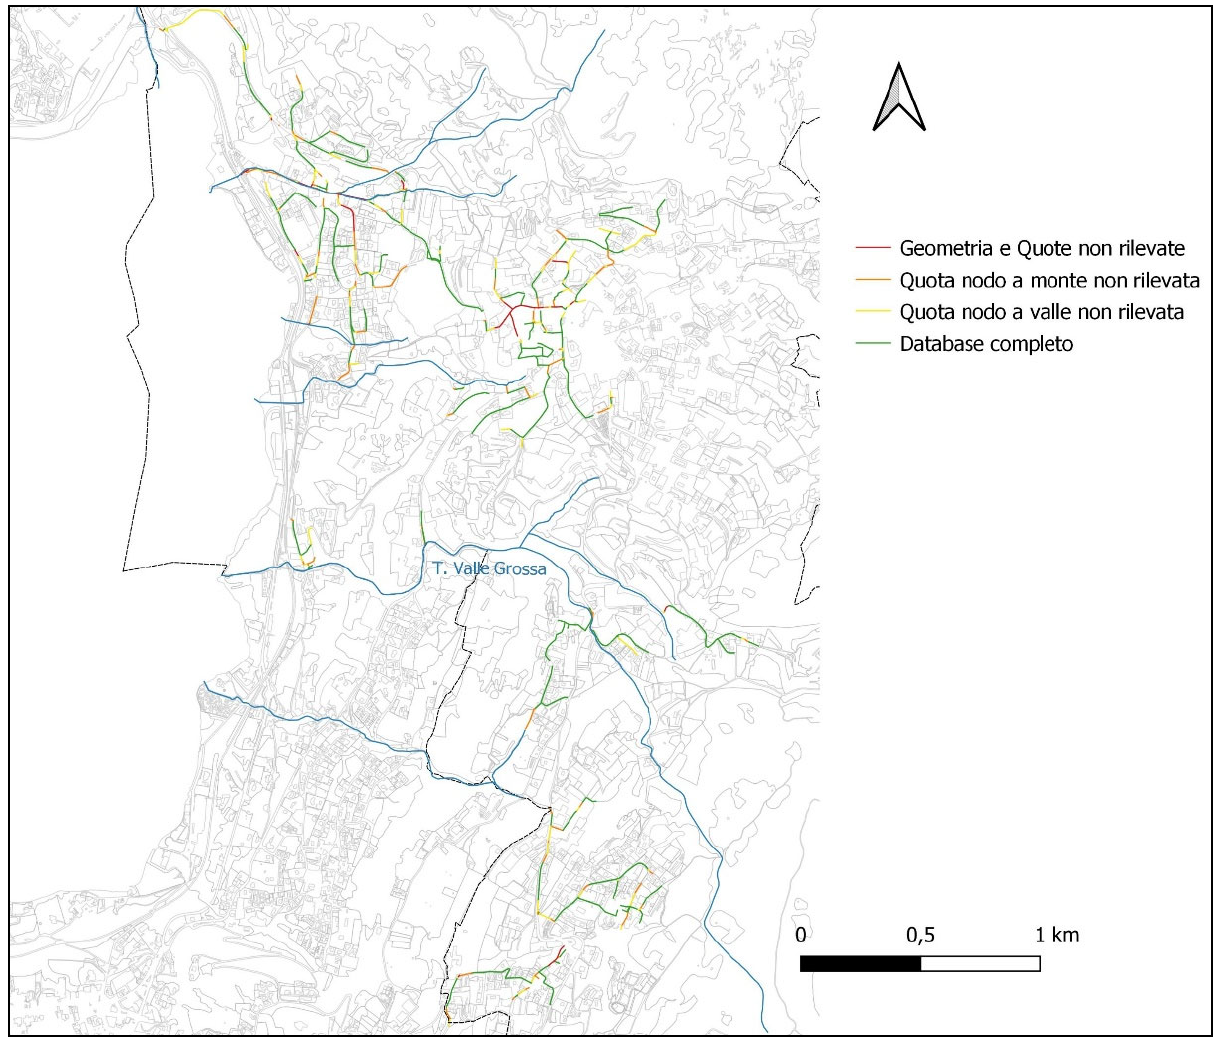 Geometria e Quote non rilevate
Quota nodo a monte non rilevata
Quota nodo a valle non rilevata
Database completo
T. Valle Grossa
0 0,5 1 km